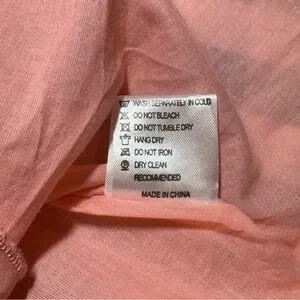 WASH SEPARATELY IN COLD
DO NOT BLEACH
DO NOT TUMBLE DRY
HANG DRY
DO NOT IRON
DRY CLEAN
RECOMMENDED
MADE IN CHINA